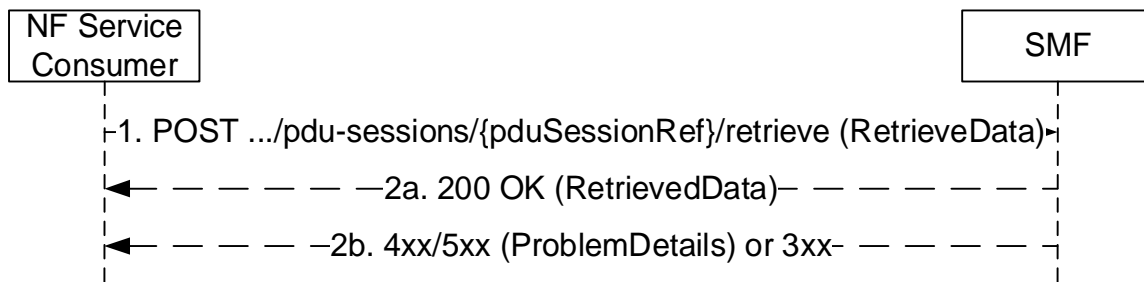 NF Service
Consumer
SMF
1. POST .../pdu-sessions/{pduSessionRef}/retrieve (RetrieveData)
2a. 200 OK (RetrievedData)
2b. 4xx/5xx (ProblemDetails) or 3xx